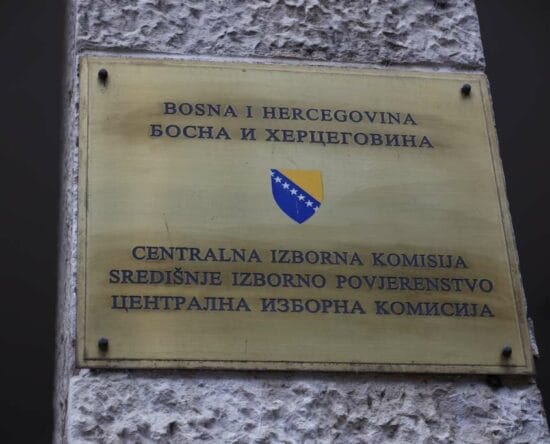 BOSNA I HERCEGOVINA
БОСНА И ХЕРЦЕГОВИНА
CENTRALNA IZBORNA KOMISIJA
SREDIŠNJE IZBORNO POVJERENSTVO
ЦЕНТРАЛНА ИЗБОРНА КОМИСИЈА